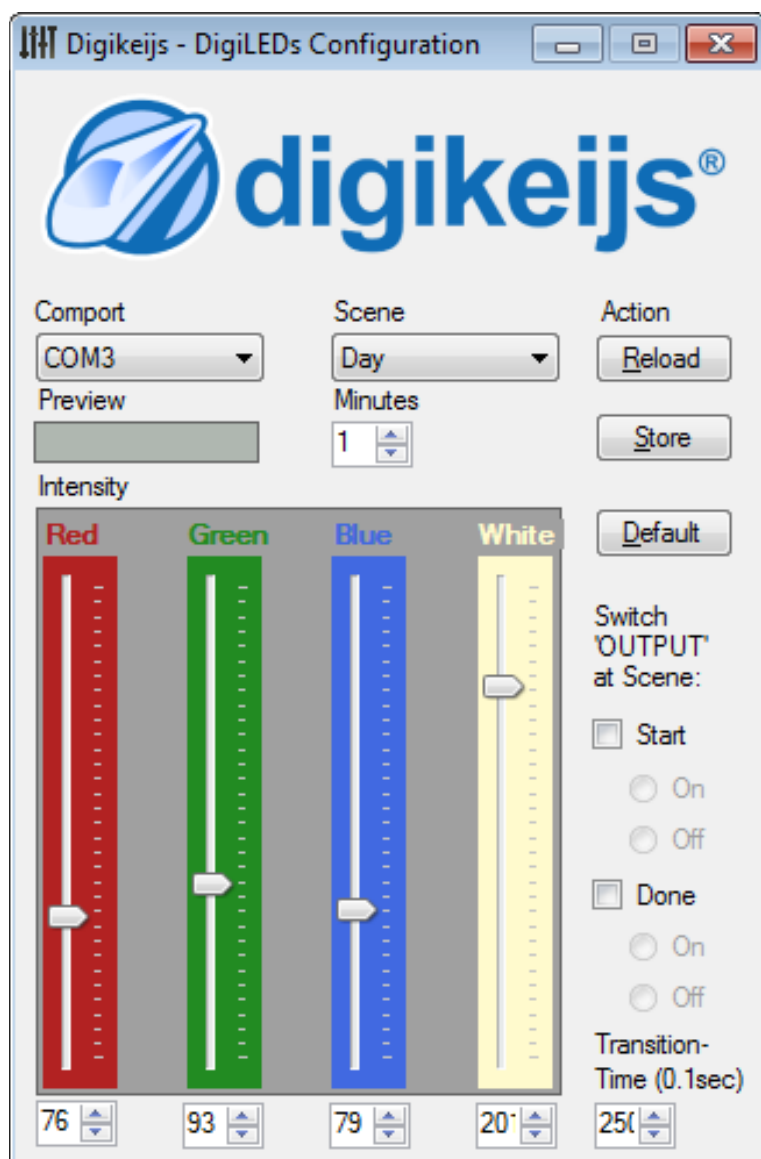 Digikeijs - DigiLEDs Configuration
digikeijs®
Comport
Scene
Action
COM3
Day
Reload
Preview
Minutes
1
Store
Intensity
Red
Green
Blue
White
Default
Switch
'OUTPUT'
at Scene:
Start
On
Off
Done
On
Off
Transition-
Time (0.1sec)
76
93
79